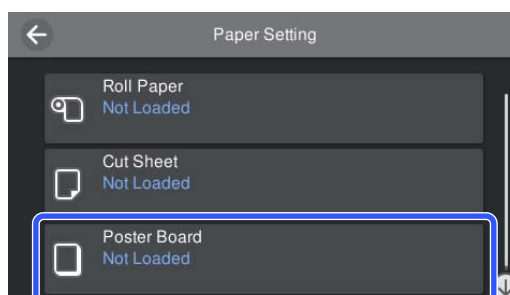 Paper Setting
Roll Paper
Not Loaded
Cut Sheet
Not Loaded
Poster Board
Not Loaded